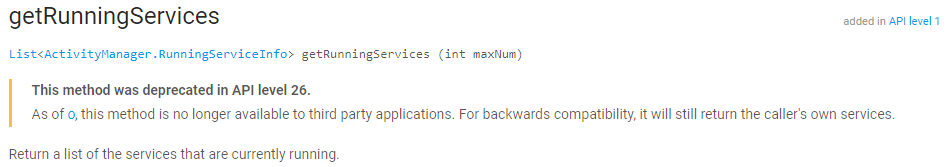 getRunningServices
added in API level 1
List<ActivityManager.RunningServiceInfo> getRunningServices (int maxNum)
This method was deprecated in API level 26.
As of o, this method is no longer available to third party applications. For backwards compatibility, it will still return the caller's own services.
Return a list of the services that are currently running.